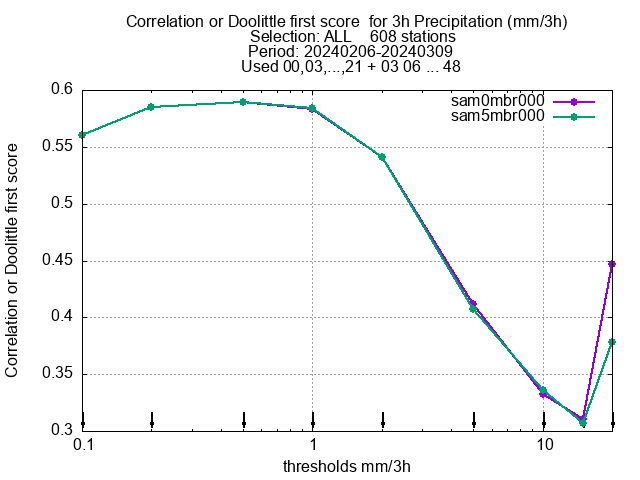 Correlation or Doolittle first score  for 3h Precipitation (mm/3h)
Selection: ALL    608 stations
Period: 20240206-20240309
Used 00,03,...,21 + 03 06 ... 48
sam0mbr000
sam5mbr000
0.6
0.55
0.5
0.45
0.4
0.35
0.3
Correlation or Doolittle first score
0.1 1 10
thresholds mm/3h